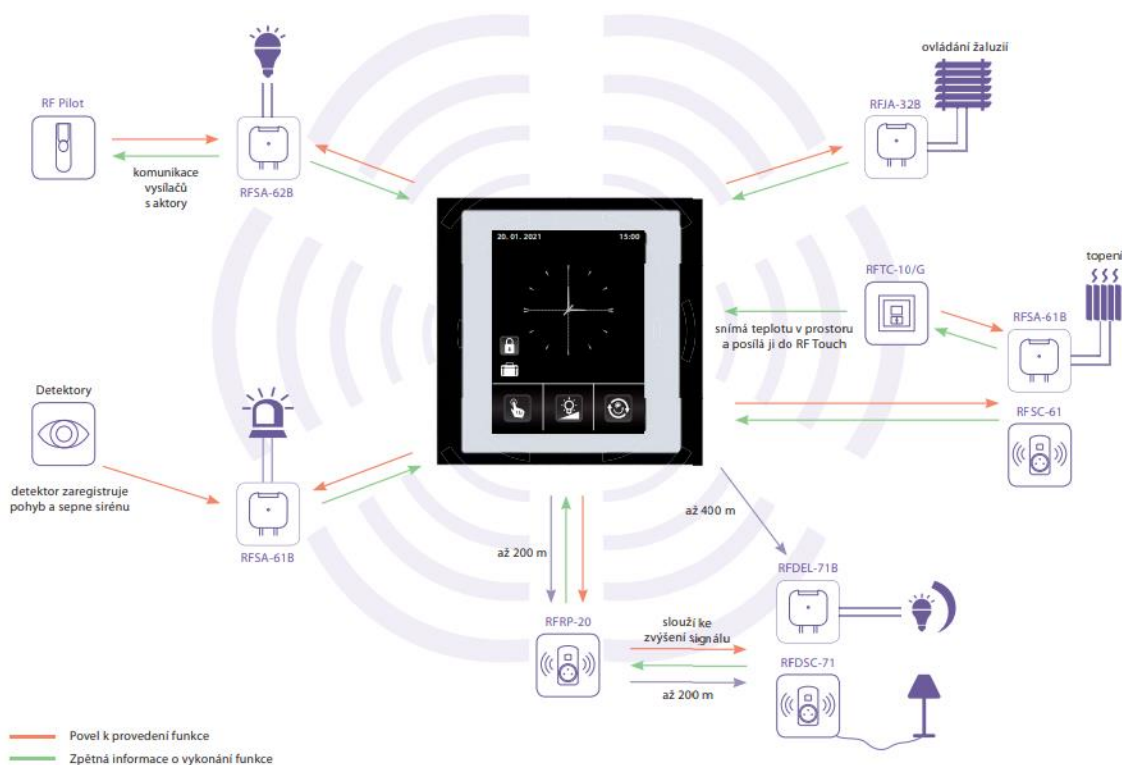 RF Pilot
komunikace
vysílačů
s aktory
RFSA-62B
ovládání žaluzií
RFJA-32B
20. 01. 2021
15:00
RFTC-10/G
snímá teplotu v prostoru
a posílá ji do RF Touch
topení
RFSA-61B
RFSC-61
Detektory
detektor zaregistruje
pohyb a sepne sirénu
RFSA-61B
až 200 m
až 400 m
RFRP-20
slouží ke
zvýšení signálu
až 200 m
RFDEL-71B
RFDSC-71
Povel k provedení funkce
Zpětná informace o vykonání funkce